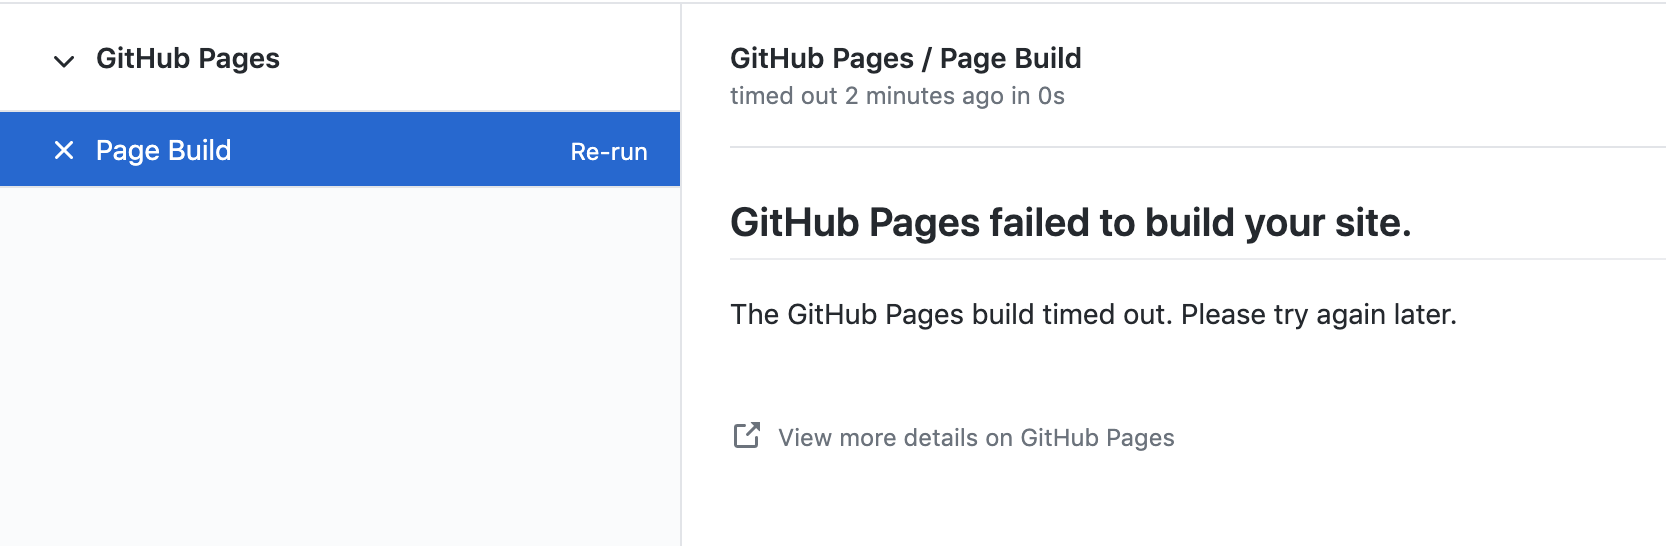 GitHub Pages
Page Build
Re-run
GitHub Pages / Page Build
timed out 2 minutes ago in 0s
GitHub Pages failed to build your site.
The GitHub Pages build timed out. Please try again later.
View more details on GitHub Pages